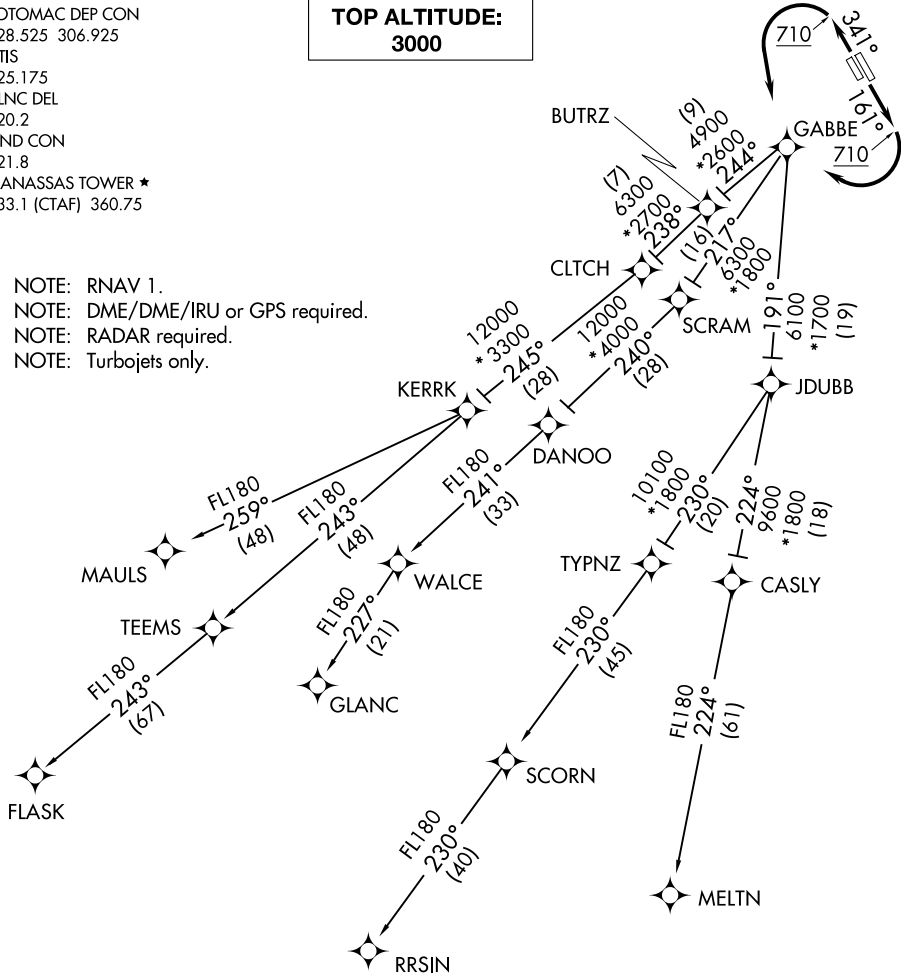 OTOMAC DEP CON
28.525 306.925
TIS
25.175
LNC DEL
20.2
ND CON
21.8
ANASSAS TOWER ★
33.1 (CTAF) 360.75
TOP ALTITUDE:
3000
NOTE: RNAV 1.
NOTE: DME/DME/IRU or GPS required.
NOTE: RADAR required.
NOTE: Turbojets only.
710
341°
161°
710
GABBE
BUTRZ
(9)
4900
*2600
244°
(7)
6300
*2700
238°
CLTCH
(16)
217°
6300
*1800
SCRAM
191°
6100
*1700
(19)
JDUBB
12000
*3300
245°
(28)
KERRK
12000
*4000
240°
(28)
DANOO
FL180
259°
(48)
MAULS
FL180
243°
(48)
TEEMS
FL180
243°
(67)
FLASK
FL180
241°
(33)
WALCE
FL180
227°
(21)
GLANC
10100
*1800
230°
(20)
TYPNZ
224°
9600
*1800
(18)
CASLY
FL180
230°
(45)
SCORN
FL180
230°
(40)
RRSIN
FL180
224°
(61)
MELTN